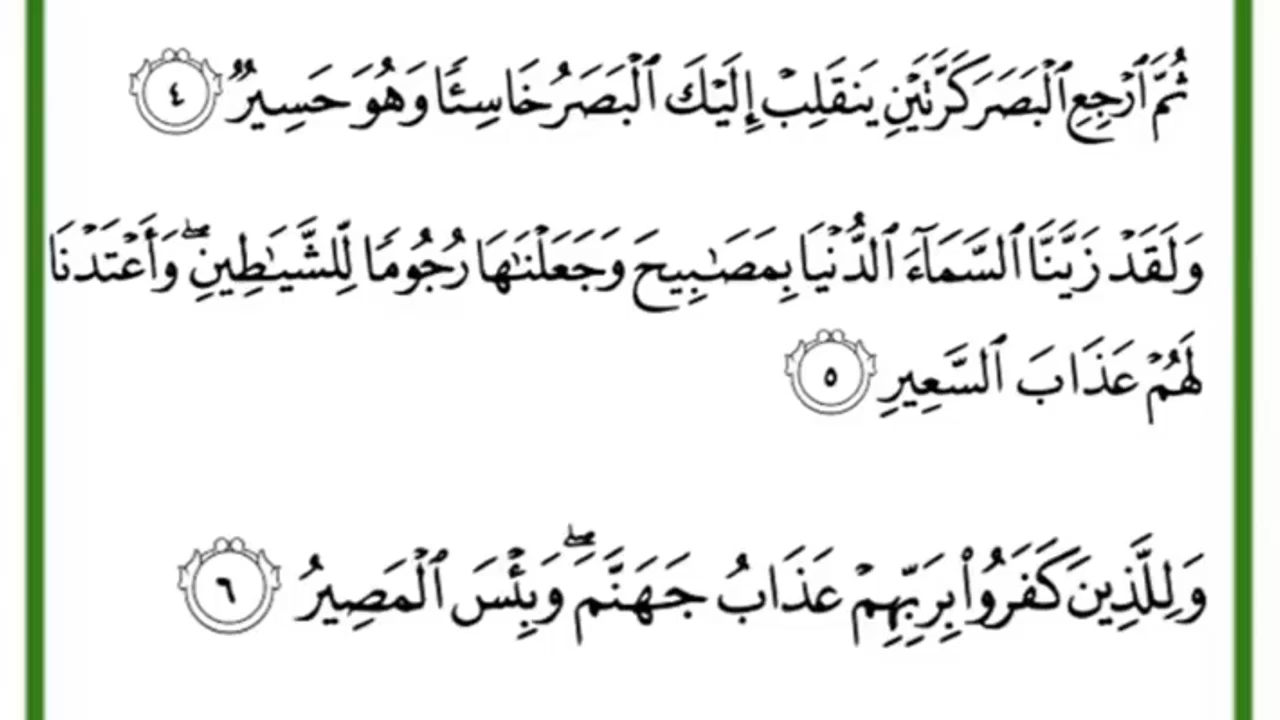 ثُمَّ ٱرْجِعِ ٱلْبَصَرَ كَرَّتَيْنِ يَنقَلِبْ إِلَيْكَ ٱلْبَصَرُ خَاسِئًا وَهُوَ حَسِيرٌ ٤
وَلَقَدْ زَيَّنَّا ٱلسَّمَآءَ ٱلدُّنْيَا بِمَصَٰبِيحَ وَجَعَلْنَٰهَا رُجُومًا لِّلشَّيَٰطِينِ ۖ وَأَعْتَدْنَا
لَهُمْ عَذَابَ ٱلسَّعِيرِ ٥
وَلِلَّذِينَ كَفَرُوا۟ بِرَبِّهِمْ عَذَابُ جَهَنَّمَ ۖ وَبِئْسَ ٱلْمَصِيرُ ٦